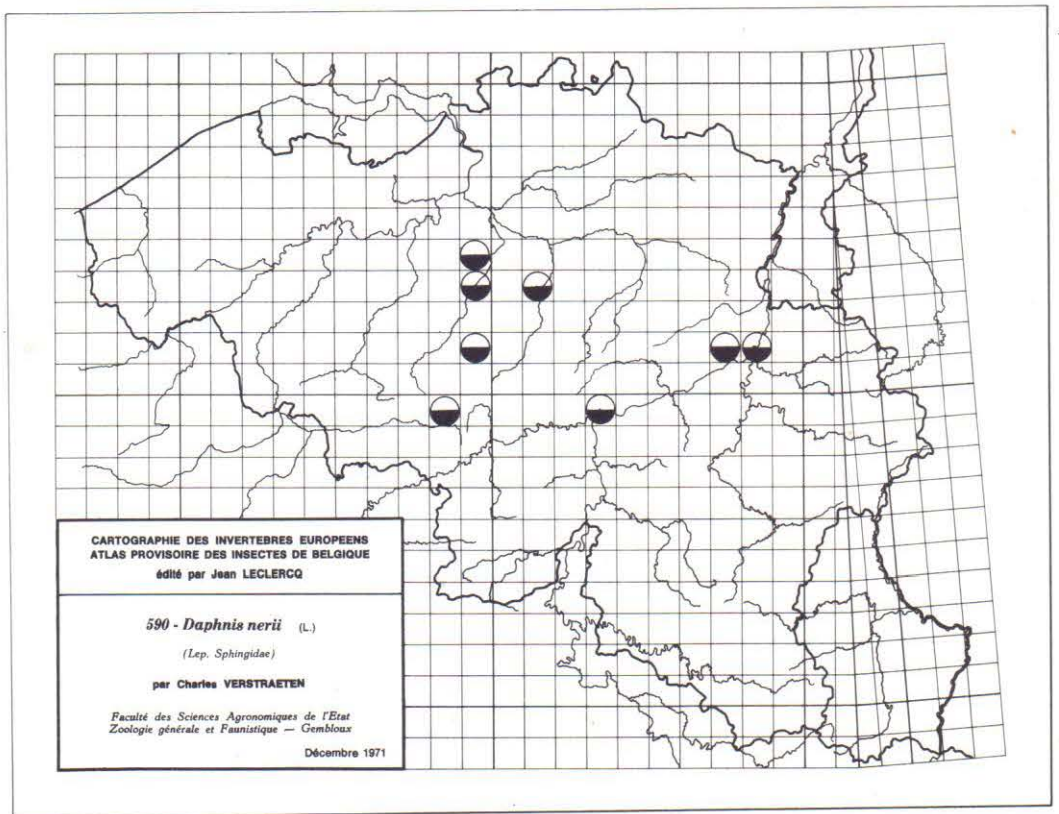 CARTOGRAPHIE DES INVERTEBRES EUROPEENS
ATLAS PROVISOIRE DES INSECTES DE BELGIQUE
édité par Jean LECLERCQ
590 - Daphnis nerii (L.)
(Lep. Sphingidae)
par Charles VERSTRAETEN
Faculté des Sciences Agronomiques de l'Etat
Zoologie générale et Faunistique — Gembloux
Décembre 1971